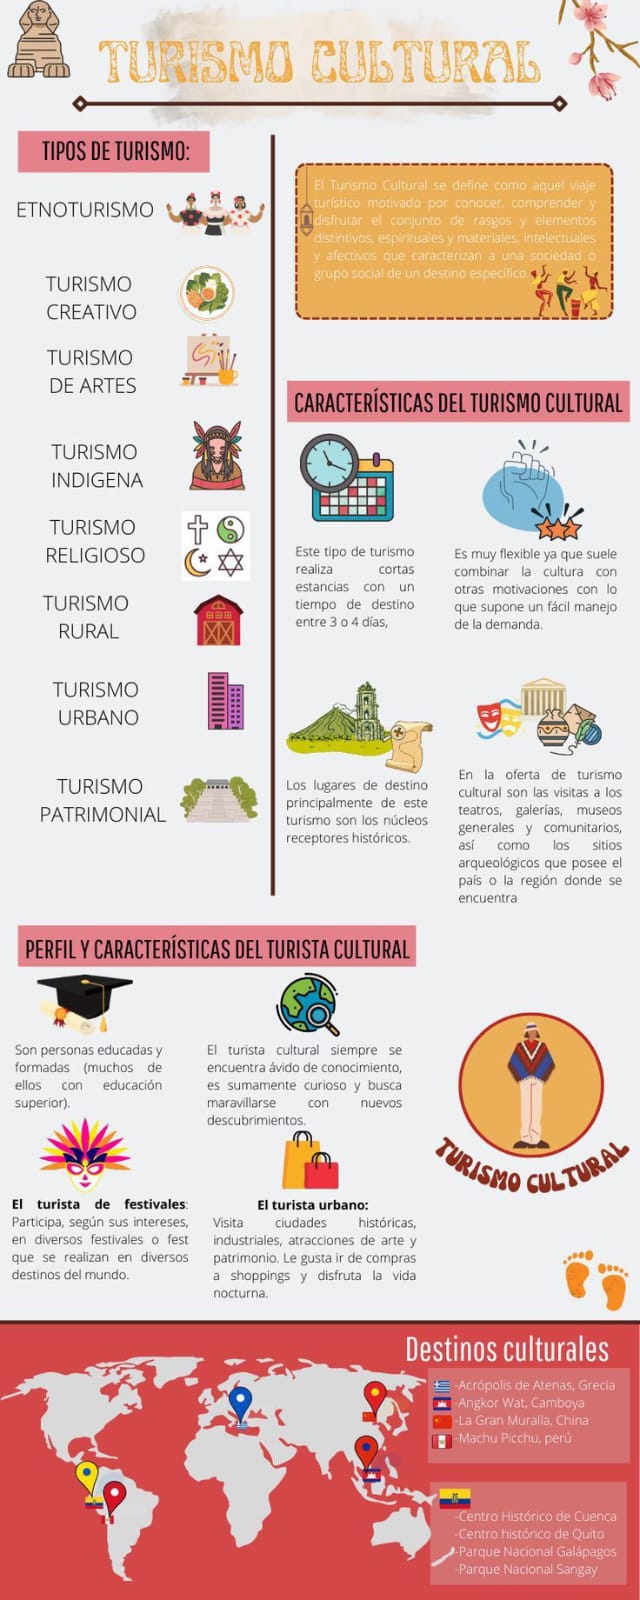 TURISMO CULTURAL
TIPOS DE TURISMO:
ETNOTURISMO
TURISMO
CREATIVO
TURISMO
DE ARTES
TURISMO
INDIGENA
TURISMO
RELIGIOSO
TURISMO
RURAL
TURISMO
URBANO
TURISMO
PATRIMONIAL
El Turismo Cultural se define como aquel viaje
turístico motivado por conocer, comprender y
disfrutar el conjunto de rasgos y elementos
distintivos, espirituales y materiales, intelectuales
y afectivos que caracterizan a una sociedad o
grupo social de un destino específico.
CARACTERÍSTICAS DEL TURISMO CULTURAL
Este tipo de turismo
realiza cortas
estancias con un
tiempo de destino
entre 3 o 4 días,
Es muy flexible ya que suele
combinar la cultura con
otras motivaciones con lo
que supone un fácil manejo
de la demanda.
Los lugares de destino
principalmente de este
turismo son los núcleos
receptores históricos.
En la oferta de turismo
cultural son las visitas a los
teatros, galerías, museos
generales y comunitarios,
así como los sitios
arqueológicos que posee el
país o la región donde se
encuentra
PERFIL Y CARACTERÍSTICAS DEL TURISTA CULTURAL
Son personas educadas y
formadas (muchos de
ellos con educación
superior).
El turista cultural siempre se
encuentra ávido de conocimiento,
es sumamente curioso y busca
maravillarse con nuevos
descubrimientos.
El turista de festivales:
Participa, según sus intereses,
en diversos festivales o fest
que se realizan en diversos
destinos del mundo.
El turista urbano:
Visita ciudades históricas,
industriales, atracciones de arte y
patrimonio. Le gusta ir de compras
a shoppings y disfruta la vida
nocturna.
TURISMO CULTURAL
Destinos culturales
-Acrópolis de Atenas, Grecia
-Angkor Wat, Camboya
-La Gran Muralla, China
-Machu Picchu, perú
-Centro Histórico de Cuenca
-Centro histórico de Quito
-Parque Nacional Galápagos
-Parque Nacional Sangay